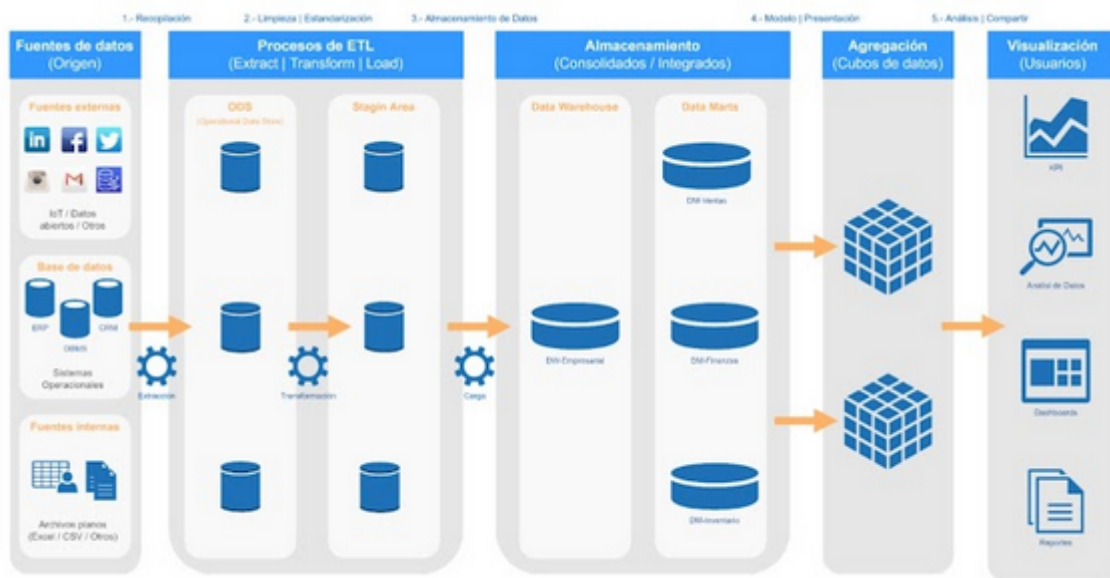 1.- Recopilación
2.- Limpieza | Estandarización
3.- Almacenamiento de Datos
4.- Modelo | Presentación
5.- Análisis | Compartir
Fuentes de datos
(Origen)
Procesos de ETL
(Extract | Transform | Load)
Almacenamiento
(Consolidados / Integrados)
Agregación
(Cubos de datos)
Visualización
(Usuarios)
Fuentes externas
in
f
M
IoT / Datos
abiertos / Otros
Base de datos
ERP
CRM
Sistemas
Operacionales
Fuentes internas
Archivos planos
(Excel / CSV / Otros)
Extracción
ODS
(Operational Data Store)
Transformación
Stagin Area
Carga
Data Warehouse
DW-Empresarial
Data Marts
DM-Ventas
DM-Finanzas
DM-Inventario
KPI
Análisi de Datos
Dashboards
Reportes